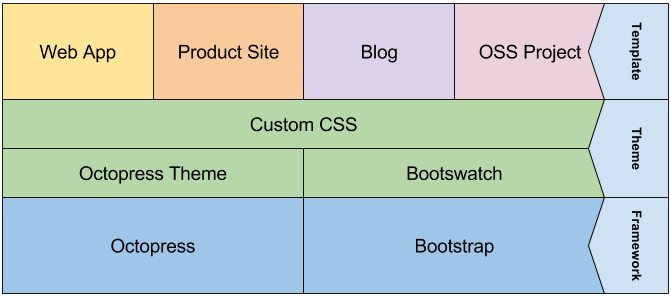 Web App
Product Site
Blog
OSS Project
Template
Custom CSS
Octopress Theme
Bootswatch
Theme
Octopress
Bootstrap
Framework